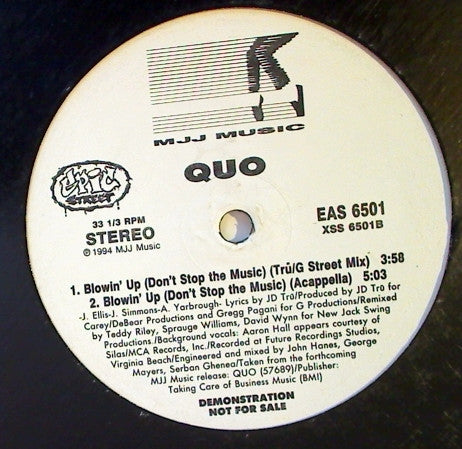 MJJ MUSIC
QUO
EPIC
STREET
33 1/3 RPM
STEREO
℗1994 MJJ Music
EAS 6501
XSS 6501B
1. Blowin' Up (Don't Stop the Music) (Trū/G Street Mix) 3:58
2. Blowin' Up (Don't Stop the Music) (Acappella) 5:03
-J. Ellis-J. Simmons-A. Yarbrough- Lyrics by JD Trū/Produced by JD Trū for
Carey/DeBear Productions and Gregg Pagani for G Productions/Remixed
by Teddy Riley, Sprauge Williams, David Wynn for New Jack Swing
Productions./Background vocals: Aaron Hall appears courtesy of
Silas/MCA Records, Inc./Recorded at Future Recordings Studios,
Virginia Beach/Engineered and mixed by John Hanes, George
Mayers, Serban Ghenea/Taken from the forthcoming
MJJ Music release: QUO (57689)/Publisher:
Taking Care of Business Music (BMI)
DEMONSTRATION
NOT FOR SALE